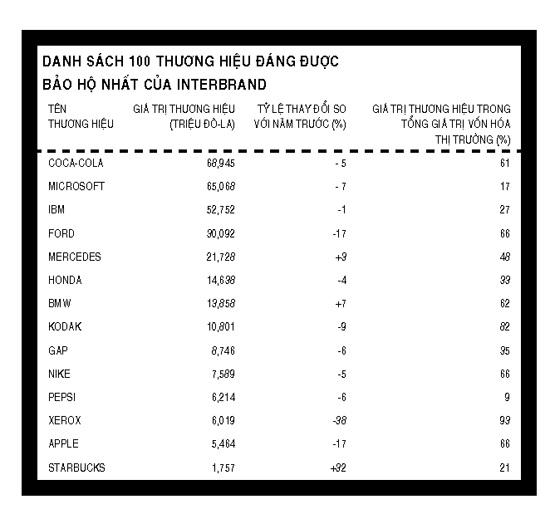 DANH SÁCH 100 THƯƠNG HIỆU ĐÁNG ĐƯỢC
BẢO HỘ NHẤT CỦA INTERBRAND
TÊN THƯƠNG HIỆU GIÁ TRỊ THƯƠNG HIỆU (TRIỆU ĐÔ-LA) TỶ LỆ THAY ĐỔI SO VỚI NĂM TRƯỚC (%) GIÁ TRỊ THƯƠNG HIỆU TRONG TỔNG GIÁ TRỊ VỐN HÓA THỊ TRƯỜNG (%)
COCA-COLA 68,945 - 5 61
MICROSOFT 65,068 - 7 17
IBM 52,752 -1 27
FORD 30,092 -17 66
MERCEDES 21,728 +3 48
HONDA 14,638 -4 33
BMW 13,858 +7 62
KODAK 10,801 -9 82
GAP 8,746 -6 35
NIKE 7,589 -5 66
PEPSI 6,214 -6 9
XEROX 6,019 -38 93
APPLE 5,464 -17 66
STARBUCKS 1,757 +32 21